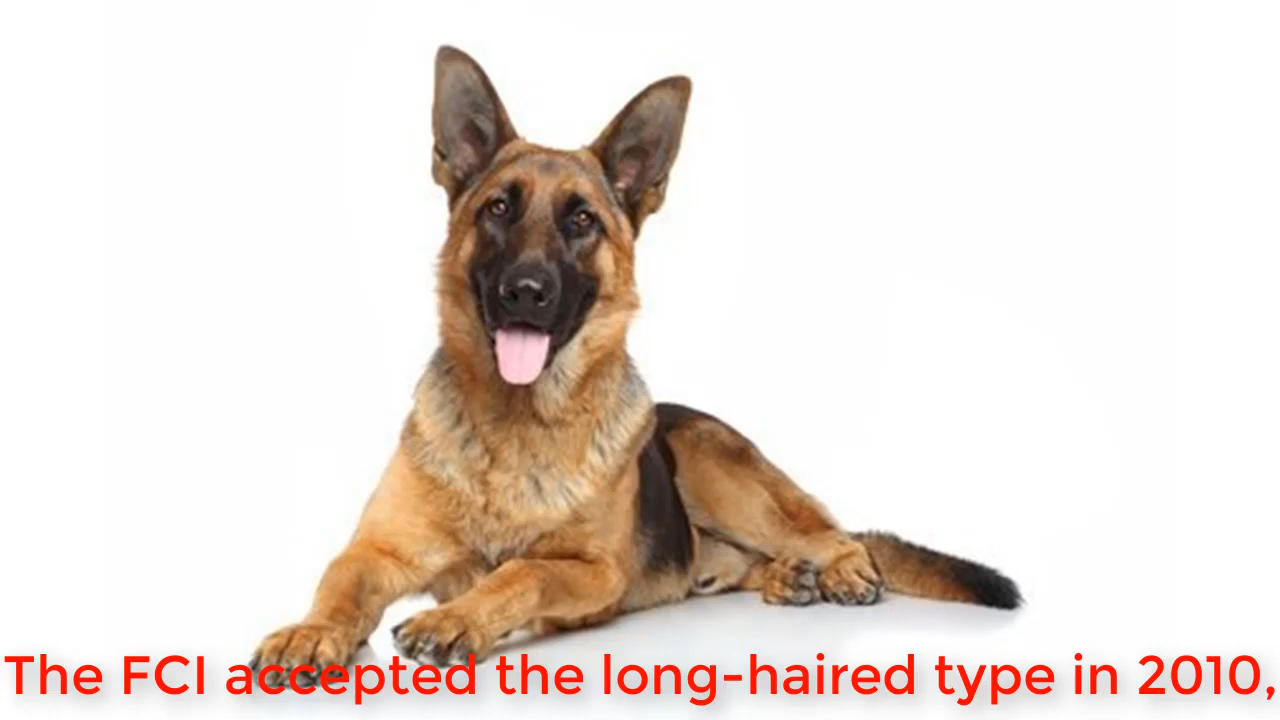 The FCI accepted the long-haired type in 2010,